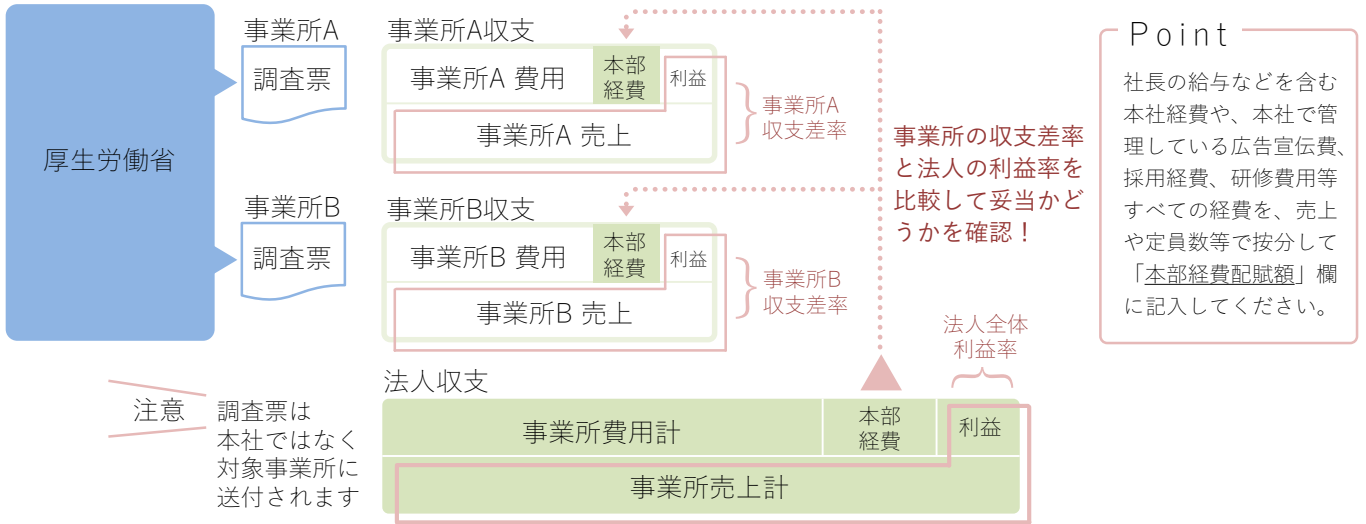 厚生労働省
事業所A
調査票
事業所A収支
事業所A 費用
本部
経費
利益
事業所A 売上
事業所A
収支差率
事業所B
調査票
事業所B収支
事業所B 費用
本部
経費
利益
事業所B 売上
事業所B
収支差率
事業所の収支差率
と法人の利益率を
比較して妥当かど
うかを確認！
法人全体
利益率
法人収支
事業所費用計
本部
経費
利益
事業所売上計
注意
調査票は
本社ではなく
対象事業所に
送付されます
Point
社長の給与などを含む
本社経費や、本社で管
理している広告宣伝費、
採用経費、研修費用等
すべての経費を、売上
や定員数等で按分して
「本部経費配賦額」欄
に記入してください。